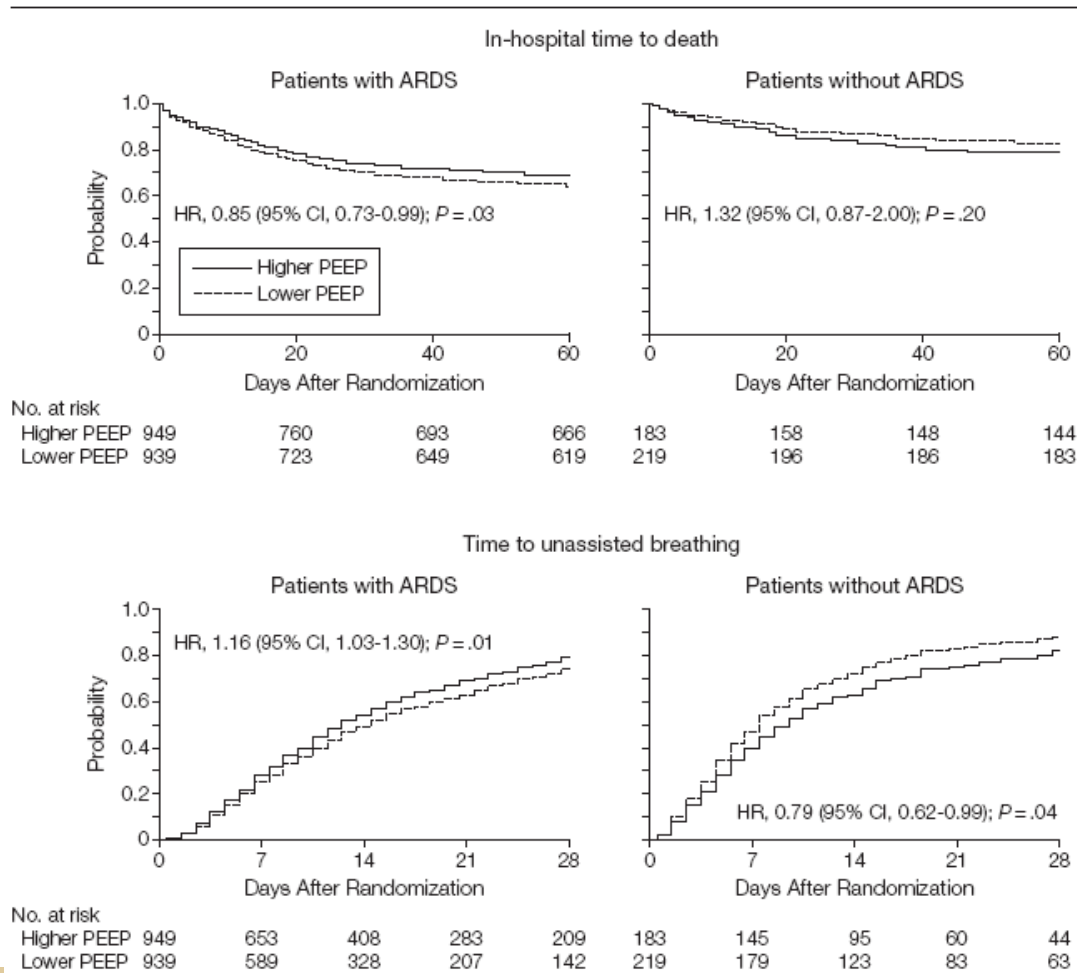 In-hospital time to death
Patients with ARDS
Patients without ARDS
1.0
0.8
0.6
0.4
0.2
0
Probability
HR, 0.85 (95% CI, 0.73-0.99); P = .03
HR, 1.32 (95% CI, 0.87-2.00); P = .20
Higher PEEP
Lower PEEP
0 20 40 60
0 20 40 60
Days After Randomization
Days After Randomization
No. at risk
Higher PEEP 949 760 693 666 183 158 148 144
Lower PEEP 939 723 649 619 219 196 186 183
Time to unassisted breathing
Patients with ARDS
Patients without ARDS
1.0
0.8
0.6
0.4
0.2
0
Probability
HR, 1.16 (95% CI, 1.03-1.30); P = .01
HR, 0.79 (95% CI, 0.62-0.99); P = .04
0 7 14 21 28
0 7 14 21 28
Days After Randomization
Days After Randomization
No. at risk
Higher PEEP 949 653 408 283 209 183 145 95 60 44
Lower PEEP 939 589 328 207 142 219 179 123 83 63